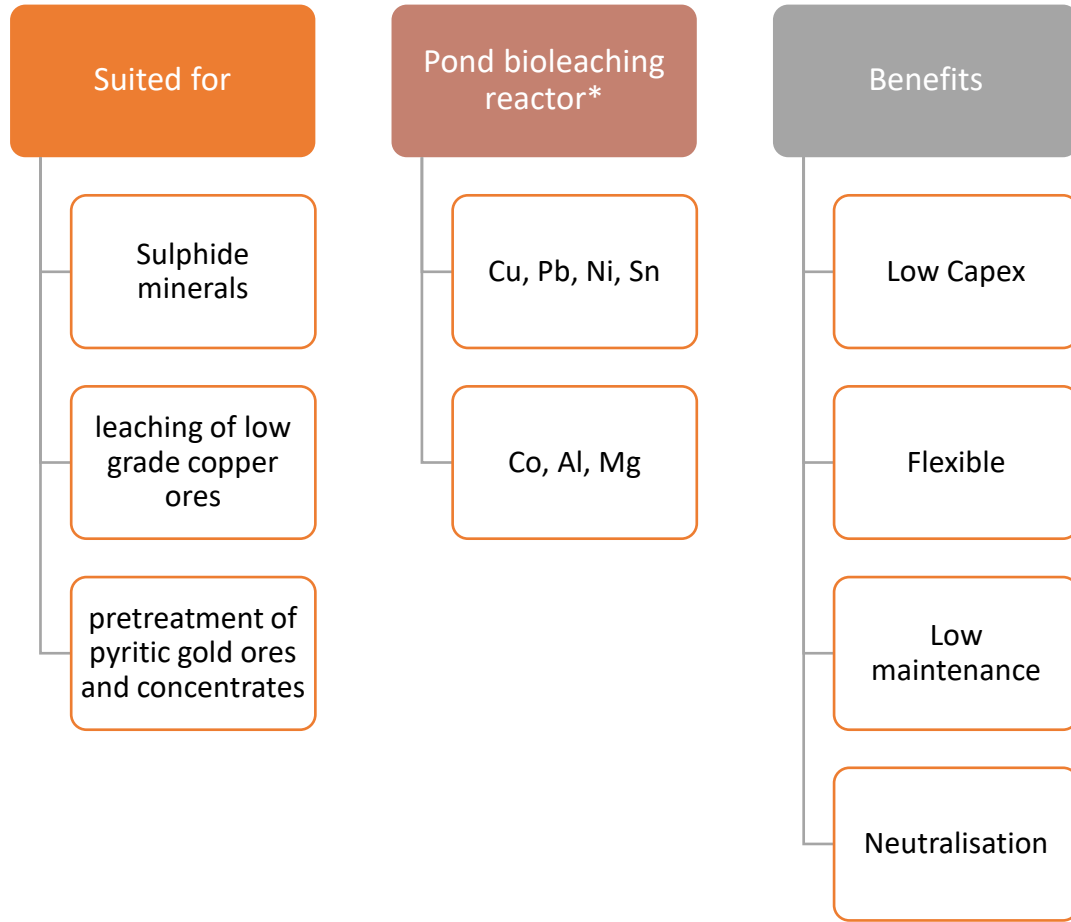 Suited for
Sulphide
minerals
leaching of low
grade copper
ores
pretreatment of
pyritic gold ores
and concentrates
Pond bioleaching
reactor*
Cu, Pb, Ni, Sn
Co, Al, Mg
Benefits
Low Capex
Flexible
Low
maintenance
Neutralisation